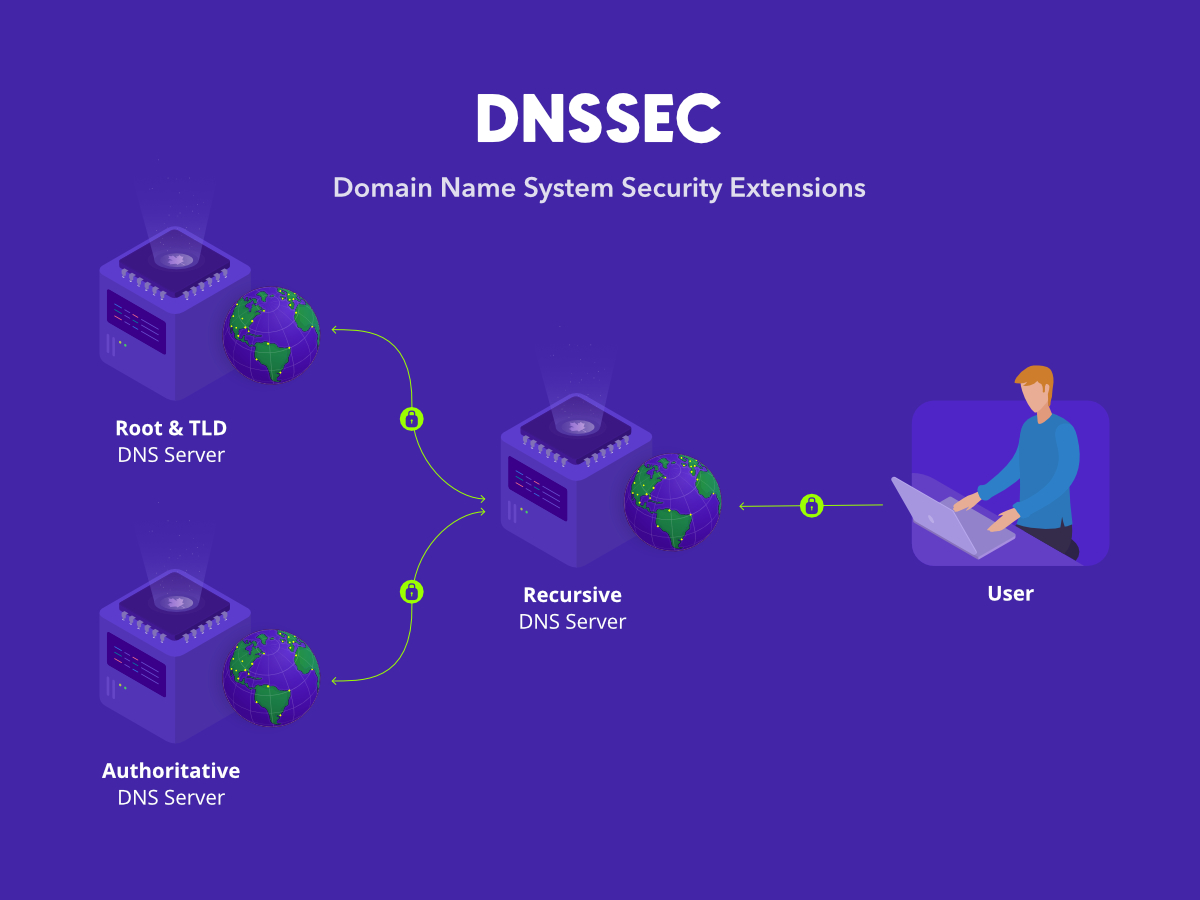 DNSSEC
Domain Name System Security Extensions
Root & TLD
DNS Server
Recursive
DNS Server
User
Authoritative
DNS Server